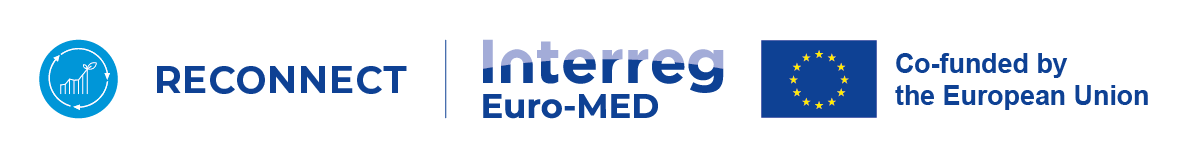 RECONNECT
Interreg
Euro-MED
Co-funded by
the European Union